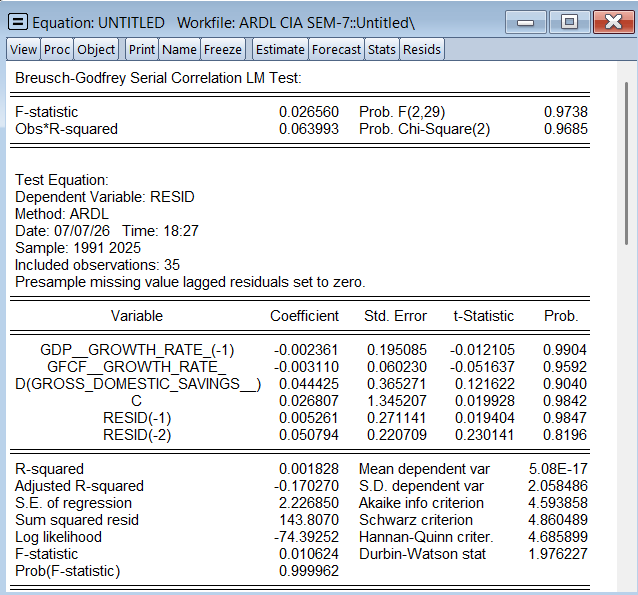 Equation: UNTITLED Workfile: ARDL CIA SEM-7::Untitled\
View Proc Object Print Name Freeze Estimate Forecast Stats Resids
Breusch-Godfrey Serial Correlation LM Test:
F-statistic 0.026560 Prob. F(2,29) 0.9738
Obs*R-squared 0.063993 Prob. Chi-Square(2) 0.9685
Test Equation:
Dependent Variable: RESID
Method: ARDL
Date: 07/07/26 Time: 18:27
Sample: 1991 2025
Included observations: 35
Presample missing value lagged residuals set to zero.
Variable Coefficient Std. Error t-Statistic Prob.
GDP__GROWTH_RATE_(-1) -0.002361 0.195085 -0.012105 0.9904
GFCF__GROWTH_RATE_ -0.003110 0.060230 -0.051637 0.9592
D(GROSS_DOMESTIC_SAVINGS__) 0.044425 0.365271 0.121622 0.9040
C 0.026807 1.345207 0.019928 0.9842
RESID(-1) 0.005261 0.271141 0.019404 0.9847
RESID(-2) 0.050794 0.220709 0.230141 0.8196
R-squared 0.001828 Mean dependent var 5.08E-17
Adjusted R-squared -0.170270 S.D. dependent var 2.058486
S.E. of regression 2.226850 Akaike info criterion 4.593858
Sum squared resid 143.8070 Schwarz criterion 4.860489
Log likelihood -74.39252 Hannan-Quinn criter. 4.685899
F-statistic 0.010624 Durbin-Watson stat 1.976227
Prob(F-statistic) 0.999962